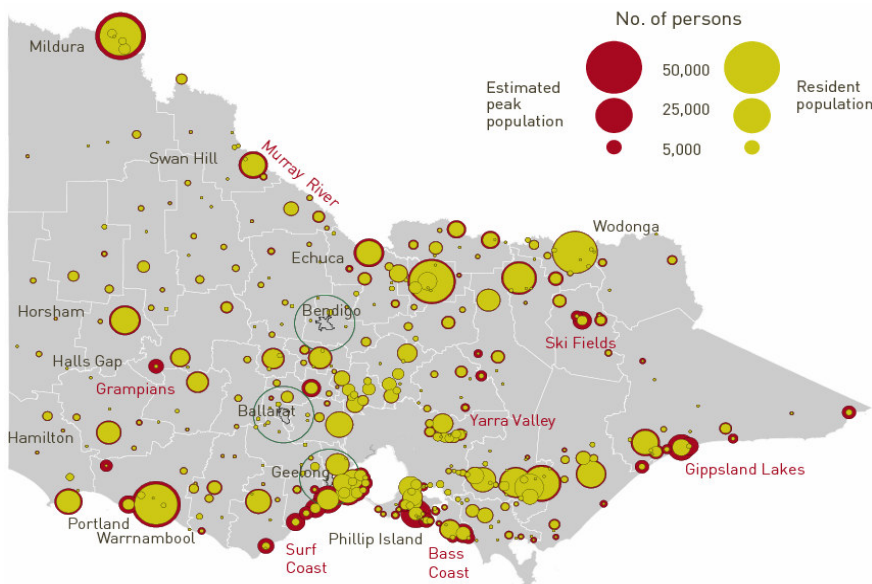 No. of persons
Estimated
peak
population
50,000
25,000
5,000
Resident
population
Mildura
Swan Hill
Murray River
Echuca
Wodonga
Horsham
Bendigo
Ski Fields
Halls Gap
Grampians
Ballarat
Yarra Valley
Hamilton
Geelong
Gippsland Lakes
Portland
Warrnambool
Surf
Coast
Phillip Island
Bass
Coast